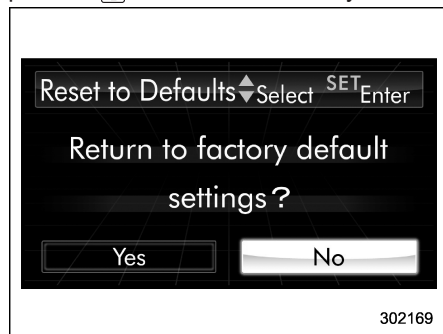 Reset to Defaults Select SET Enter
Return to factory default
settings?
Yes No
302169